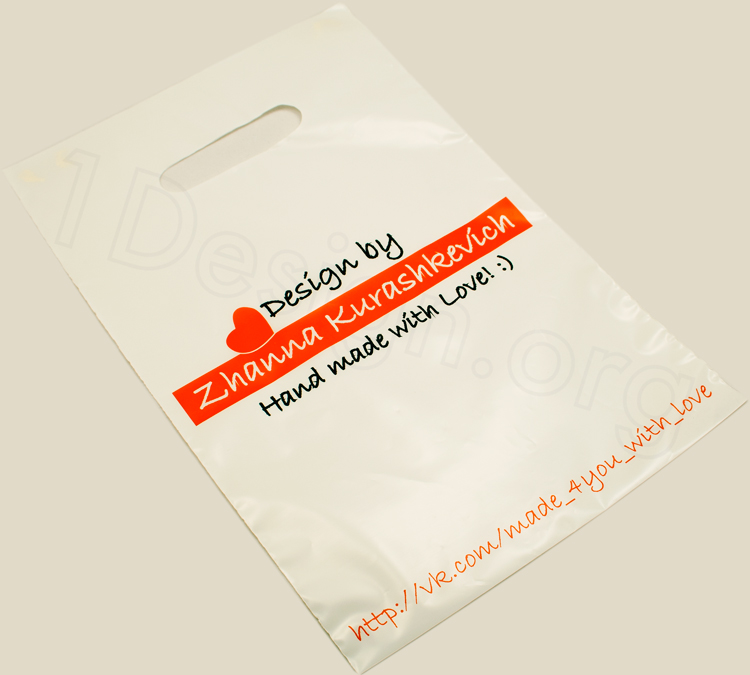 Design by
Zhanna Kurashkevich
Hand made with Love! :)
http://vk.com/made_4you_with_love
1Design.org